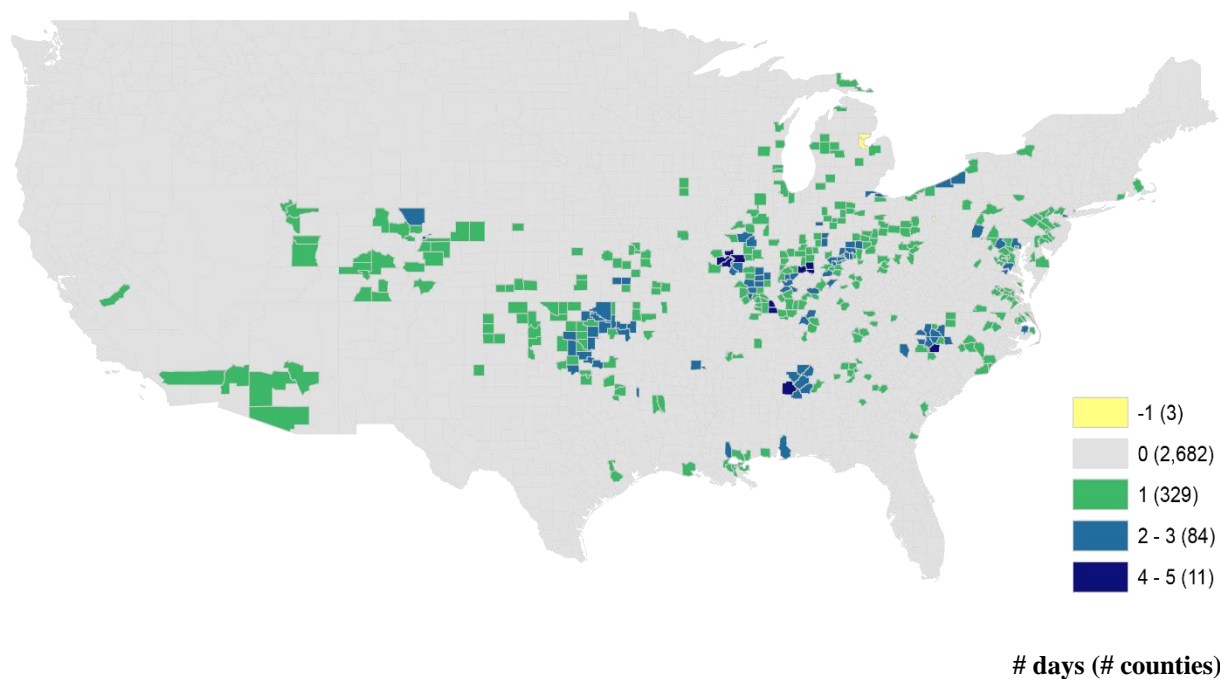 -1 (3)
0 (2,682)
1 (329)
2 - 3 (84)
4 - 5 (11)
# days (# counties)